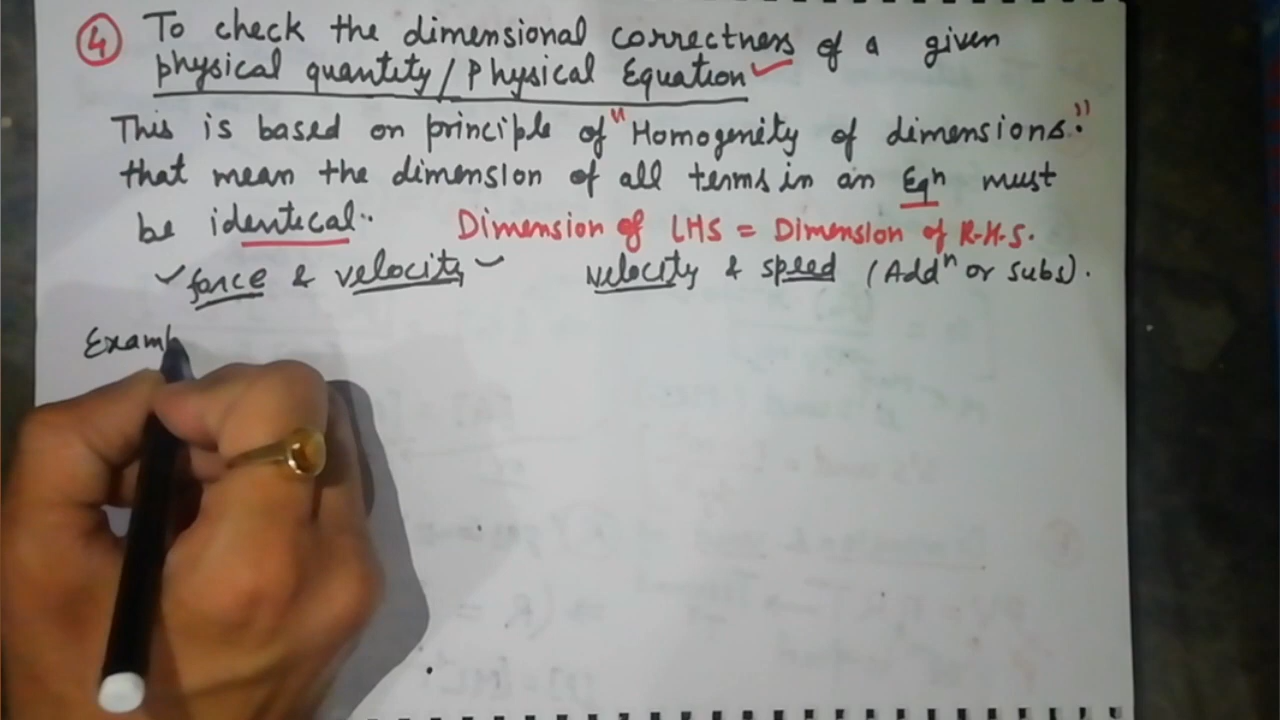 4 To check the dimensional correctness of a given
physical quantity / Physical Equation
This is based on principle of "Homogenity of dimensions."
that mean the dimension of all terms in an Eqn must
be identical.. Dimension of LHS = Dimension of R.H.S.
force & velocity velocity & speed (Addn or subs).
Examp